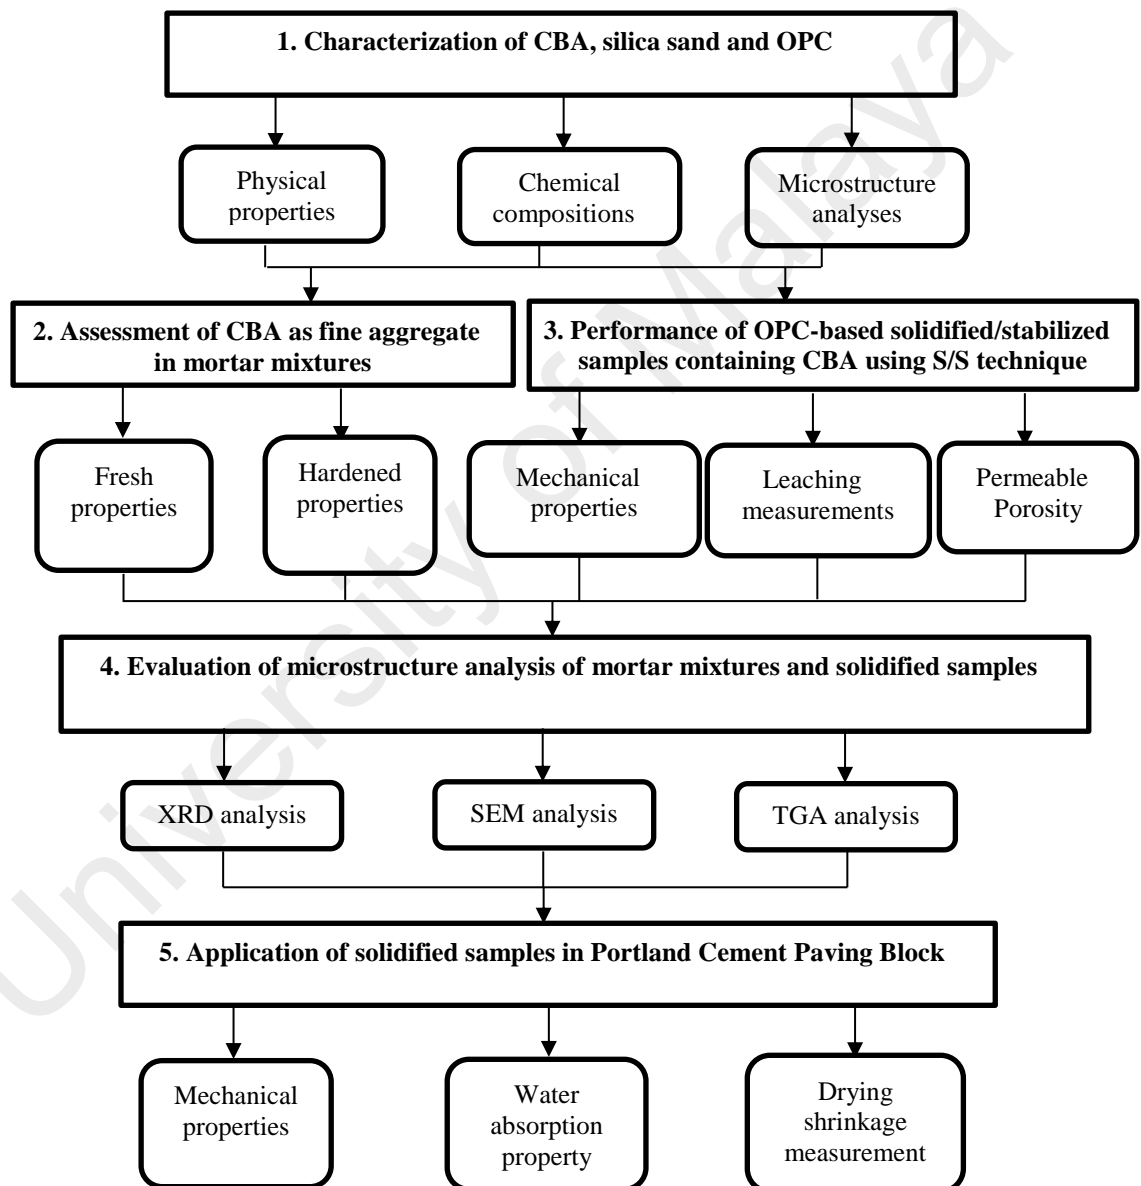 1. Characterization of CBA, silica sand and OPC
Physical
properties
Chemical
compositions
Microstructure
analyses
2. Assessment of CBA as fine aggregate
in mortar mixtures
3. Performance of OPC-based solidified/stabilized
samples containing CBA using S/S technique
Fresh
properties
Hardened
properties
Mechanical
properties
Leaching
measurements
Permeable
Porosity
4. Evaluation of microstructure analysis of mortar mixtures and solidified samples
XRD analysis
SEM analysis
TGA analysis
5. Application of solidified samples in Portland Cement Paving Block
Mechanical
properties
Water
absorption
property
Drying
shrinkage
measurement
University of Malaya